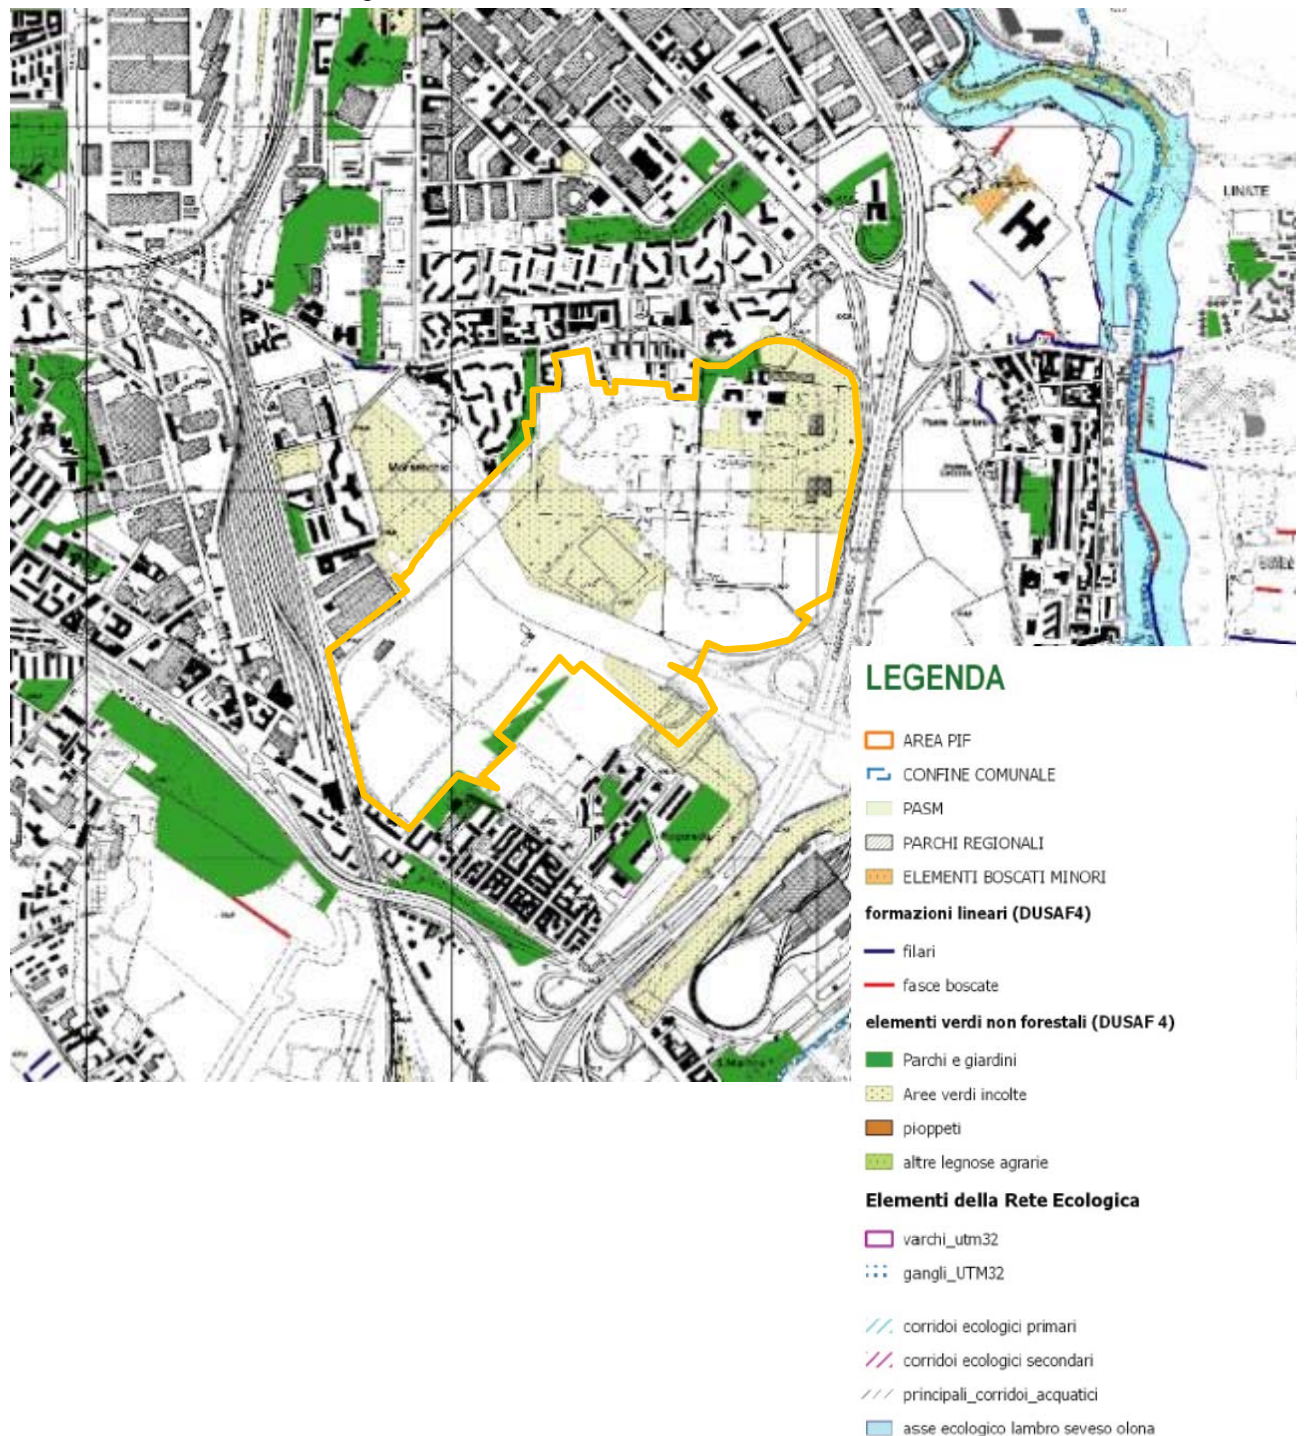 LINATE
LEGENDA
AREA PIF
CONFINE COMUNALE
PASM
PARCHI REGIONALI
ELEMENTI BOSCATI MINORI
formazioni lineari (DUSAF4)
filari
fasce boscate
elementi verdi non forestali (DUSAF 4)
Parchi e giardini
Aree verdi incolte
pioppeti
altre legnose agrarie
Elementi della Rete Ecologica
varchi_utm32
gangli_UTM32
corridoi ecologici primari
corridoi ecologici secondari
principali_corridoi_acquatici
asse ecologico lambro seveso olona